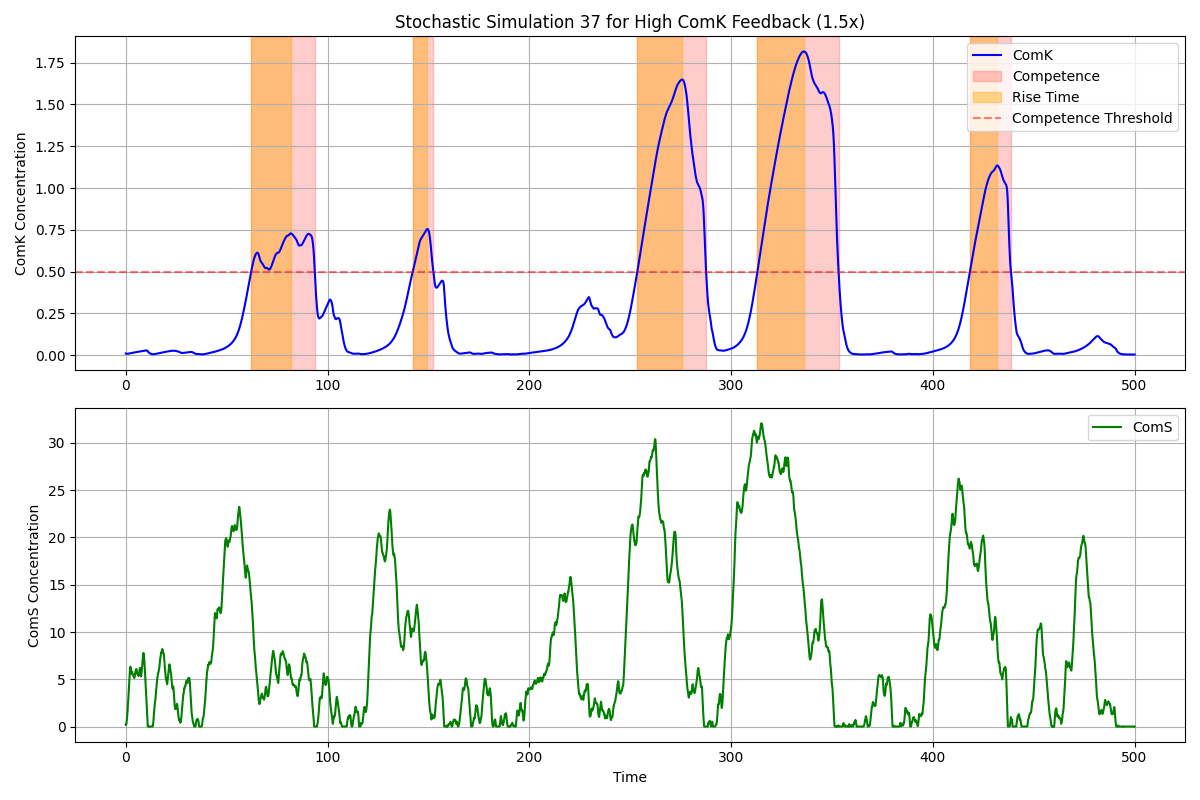 Stochastic Simulation 37 for High ComK Feedback (1.5x)
ComK Concentration
1.75
1.50
1.25
1.00
0.75
0.50
0.25
0.00
ComK
Competence
Rise Time
Competence Threshold
0 100 200 300 400 500
ComS Concentration
30
25
20
15
10
5
0
ComS
0 100 200 300 400 500
Time